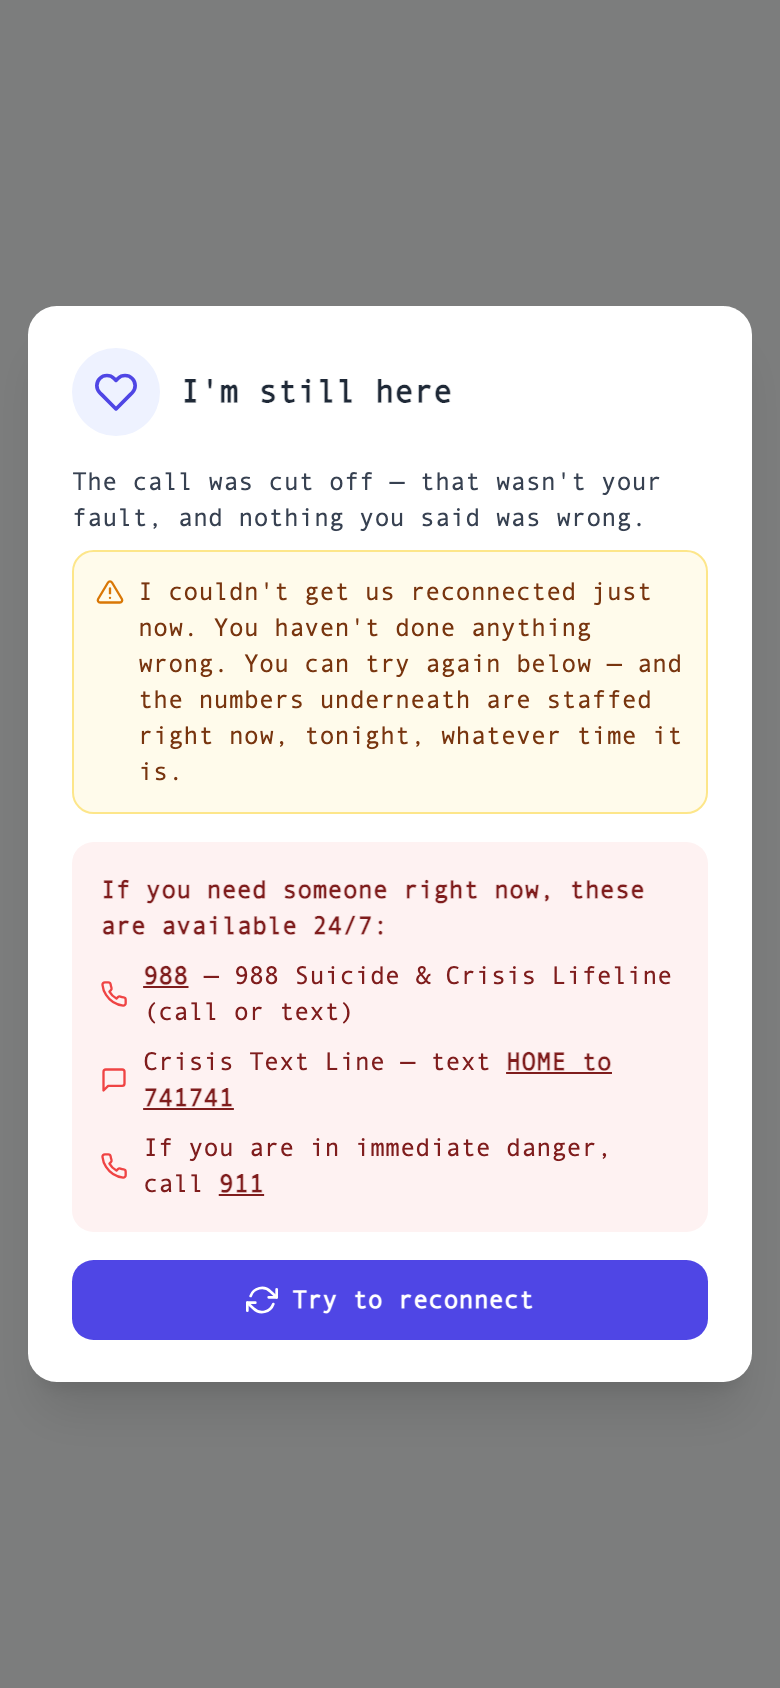 I'm still here
The call was cut off — that wasn't your
fault, and nothing you said was wrong.
I couldn't get us reconnected just
now. You haven't done anything
wrong. You can try again below — and
the numbers underneath are staffed
right now, tonight, whatever time it
is.
If you need someone right now, these
are available 24/7:
988 — 988 Suicide & Crisis Lifeline
(call or text)
Crisis Text Line — text HOME to
741741
If you are in immediate danger,
call 911
Try to reconnect